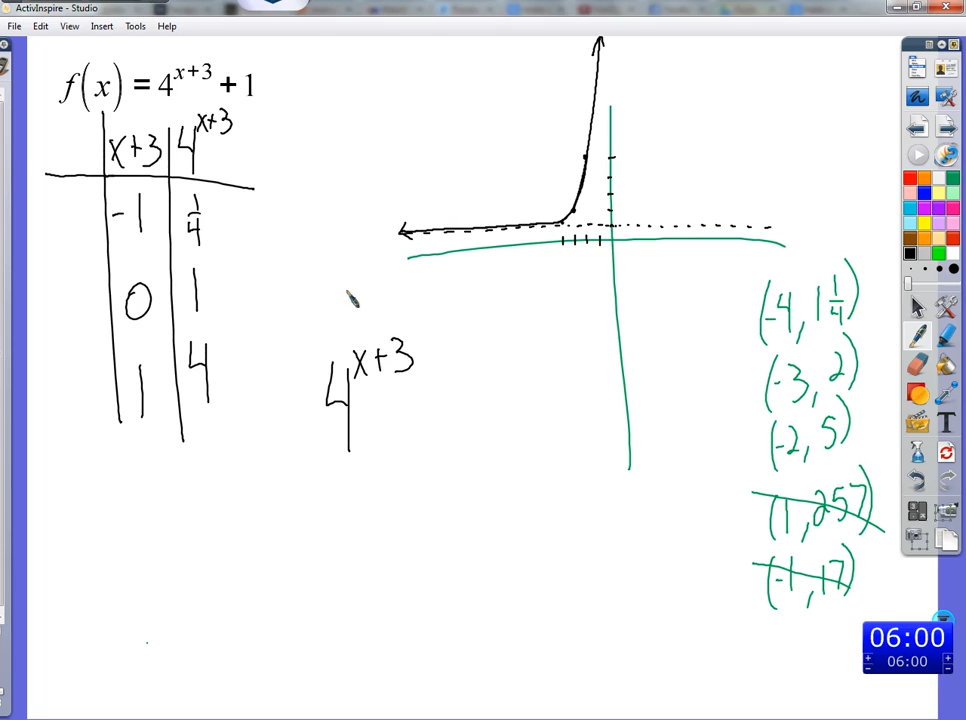 ActivInspire - Studio
File Edit View Insert Tools Help
f(x) = 4^{x+3} + 1
x+3 4^{x+3}
-1 1/4
0 1
1 4
4^{x+3}
(-4, 1 1/4)
(-3, 2)
(-2, 5)
(1, 257)
(-1, 17)
06:00
06:00